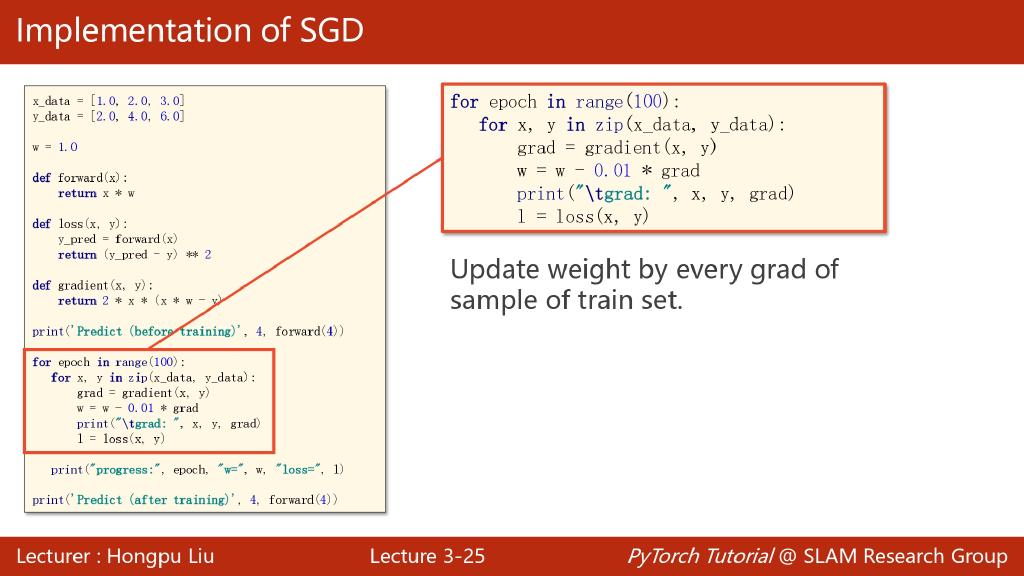 Implementation of SGD
x_data = [1.0, 2.0, 3.0]
y_data = [2.0, 4.0, 6.0]
w = 1.0
def forward(x):
    return x * w
def loss(x, y):
    y_pred = forward(x)
    return (y_pred - y) ** 2
def gradient(x, y):
    return 2 * x * (x * w - y)
print('Predict (before training)', 4, forward(4))
for epoch in range(100):
    for x, y in zip(x_data, y_data):
        grad = gradient(x, y)
        w = w - 0.01 * grad
        print("\tgrad: ", x, y, grad)
        l = loss(x, y)
    print("progress:", epoch, "w=", w, "loss=", l)
print('Predict (after training)', 4, forward(4))
for epoch in range(100):
    for x, y in zip(x_data, y_data):
        grad = gradient(x, y)
        w = w - 0.01 * grad
        print("\tgrad: ", x, y, grad)
        l = loss(x, y)
Update weight by every grad of
sample of train set.
Lecturer : Hongpu Liu
Lecture 3-25
PyTorch Tutorial @ SLAM Research Group